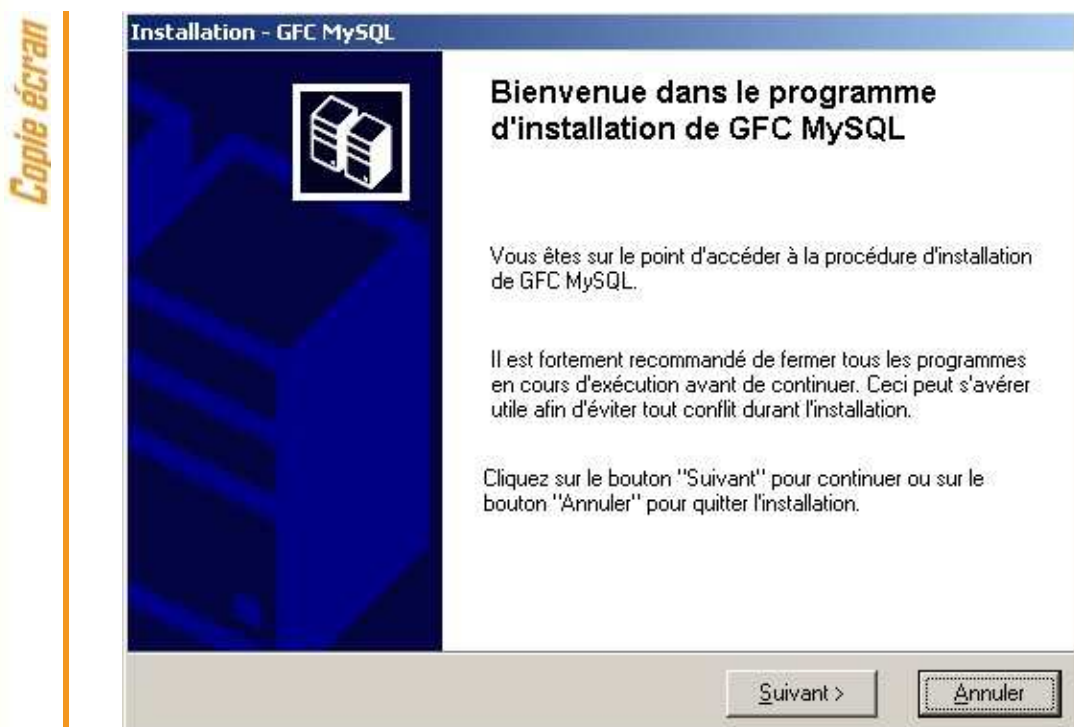 Copie écran
Installation - GFC MySQL
Bienvenue dans le programme
d'installation de GFC MySQL
Vous êtes sur le point d'accéder à la procédure d'installation
de GFC MySQL.
Il est fortement recommandé de fermer tous les programmes
en cours d'exécution avant de continuer. Ceci peut s'avérer
utile afin d'éviter tout conflit durant l'installation.
Cliquez sur le bouton "Suivant" pour continuer ou sur le
bouton "Annuler" pour quitter l'installation.
Suivant >
Annuler